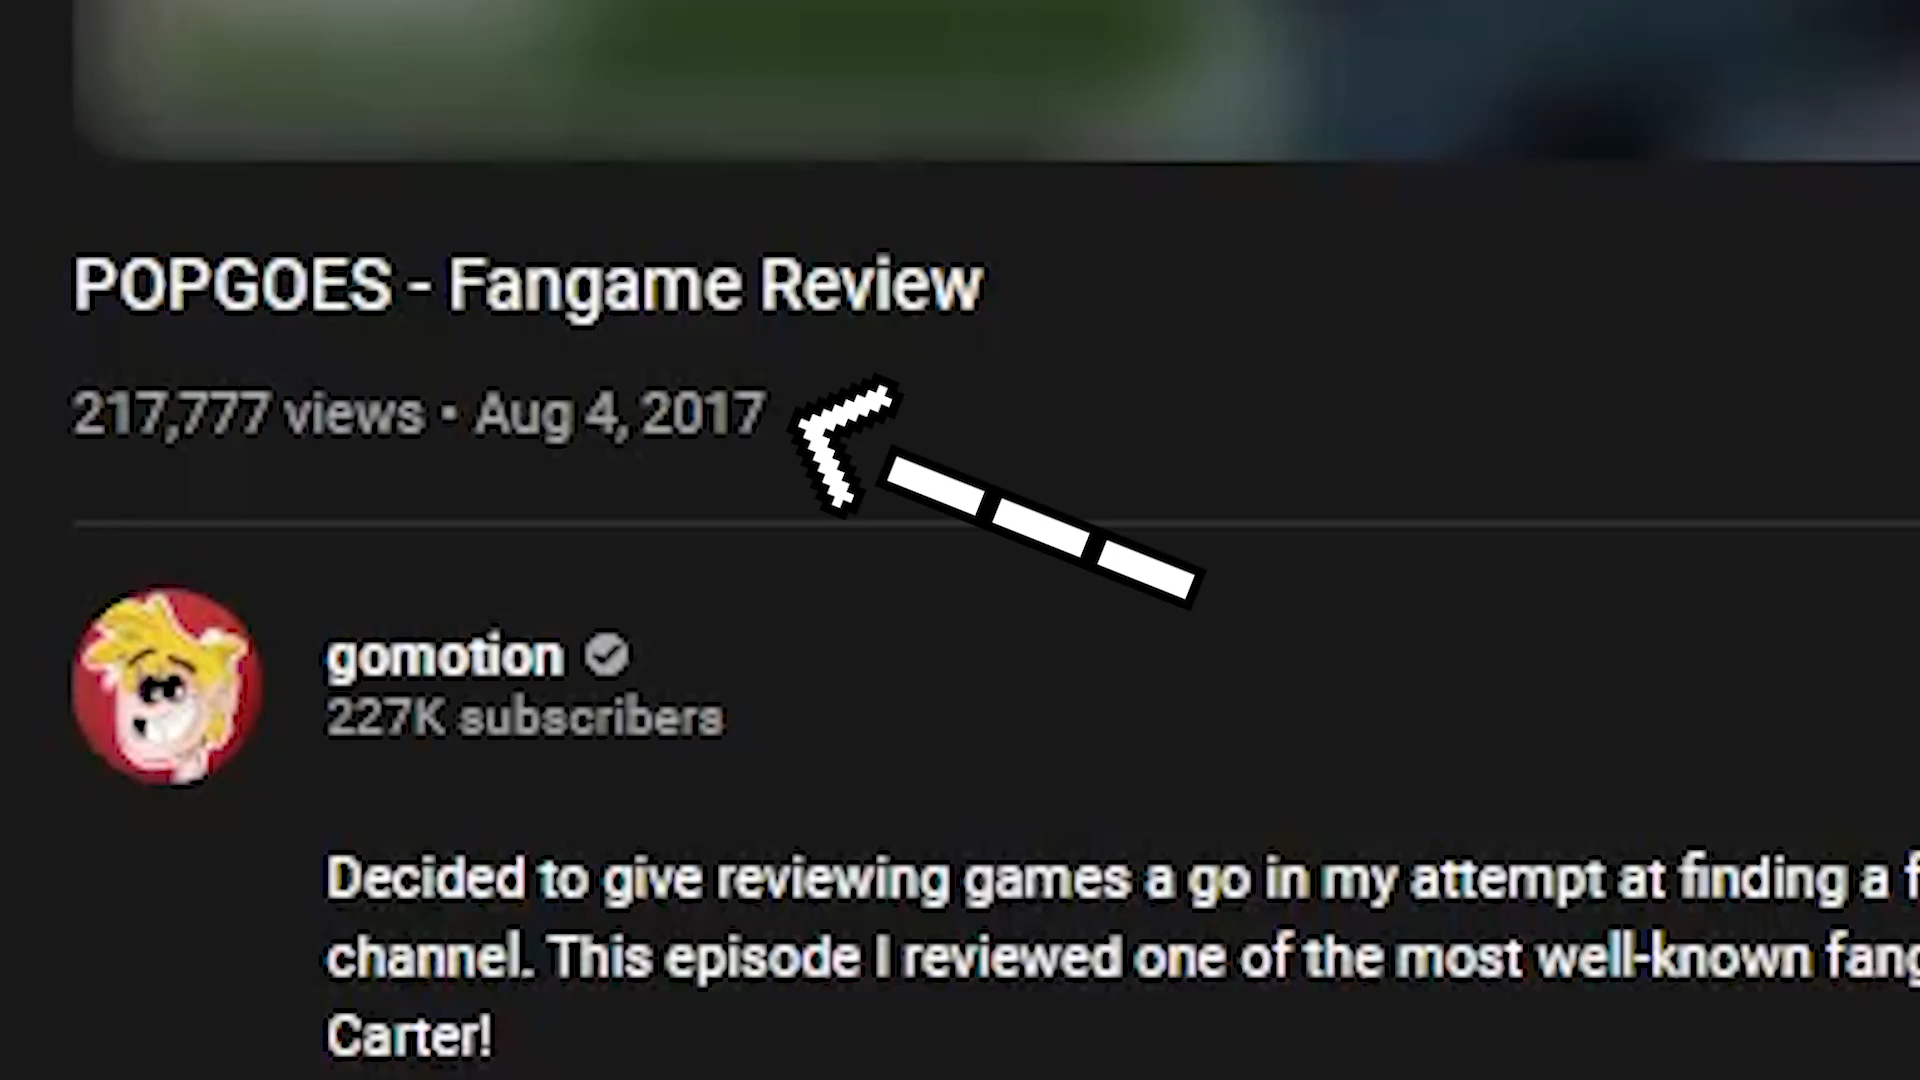 POPGOES - Fangame Review
217,777 views • Aug 4, 2017
gomotion
227K subscribers
Decided to give reviewing games a go in my attempt at finding a
channel. This episode I reviewed one of the most well-known
Carter!